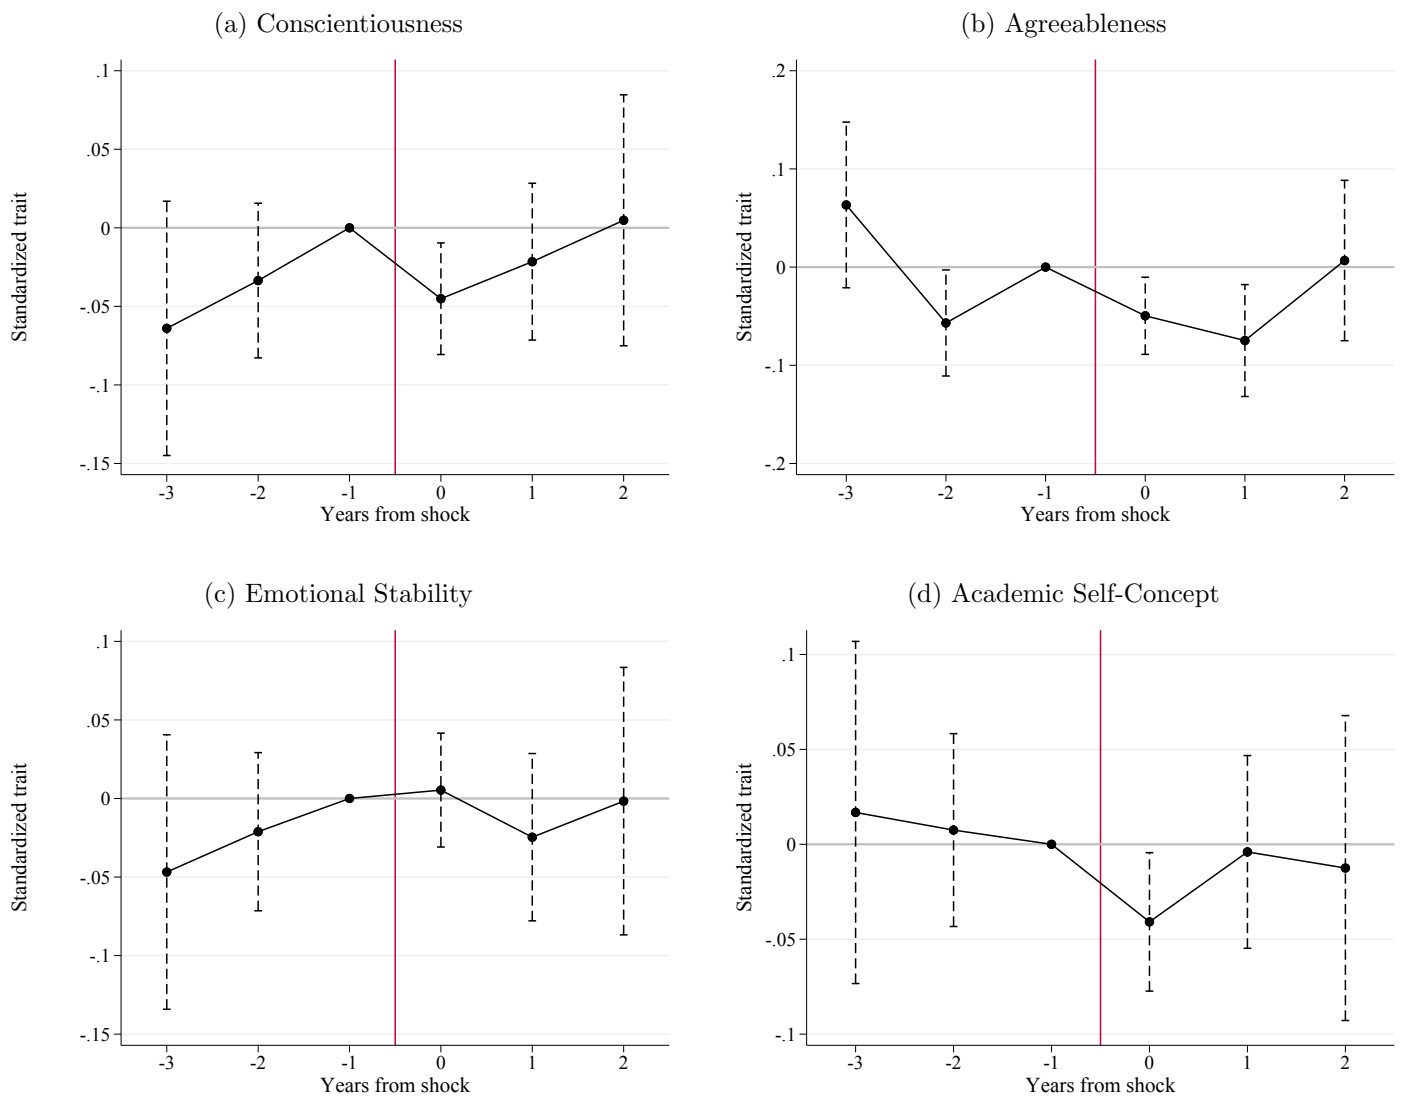 (a) Conscientiousness
.1
.05
0
-.05
-.1
-.15
Standardized trait
-3 -2 -1 0 1 2
Years from shock
(b) Agreeableness
.2
.1
0
-.1
-.2
Standardized trait
-3 -2 -1 0 1 2
Years from shock
(c) Emotional Stability
.1
.05
0
-.05
-.1
-.15
Standardized trait
-3 -2 -1 0 1 2
Years from shock
(d) Academic Self-Concept
.1
.05
0
-.05
-.1
Standardized trait
-3 -2 -1 0 1 2
Years from shock